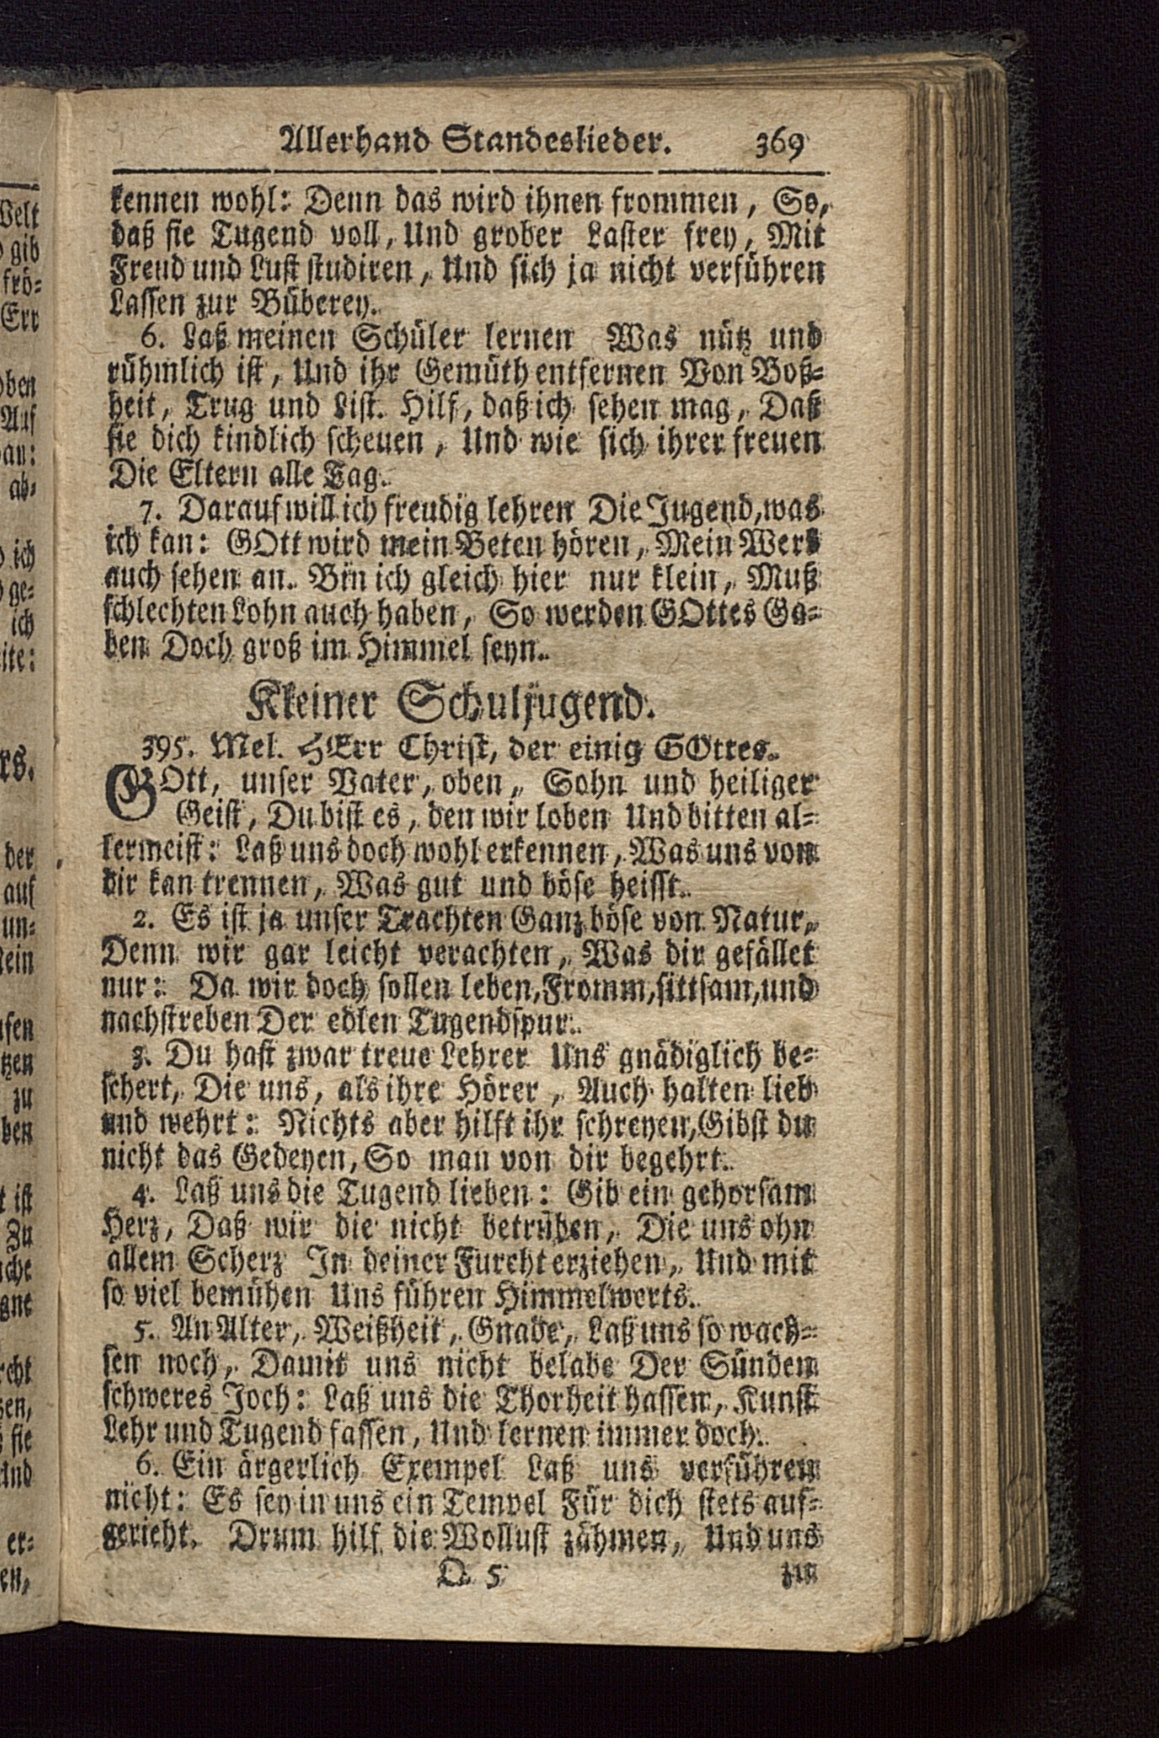 Allerhand Standeslieder. 369
kennen wohl: Denn das wird ihnen frommen, So,
daß sie Tugend voll, Und grober Laster frey, Mit
Freud und Lust studiren, Und sich ja nicht verführen
Lassen zur Büberey.
6. Laß meinen Schüler lernen Was nütz und
rühmlich ist, Und ihr Gemüth entfernen Von Boß-
heit, Trug und List. Hilf, daß ich sehen mag, Daß
sie dich kindlich scheuen, Und wie sich ihrer freuen
Die Eltern alle Tag.
7. Darauf will ich freudig lehren Die Jugend, was
ich kan: GOtt wird mein Beten hören, Mein Werk
auch sehen an. Bin ich gleich hier nur klein, Muß
schlechten Lohn auch haben, So werden GOttes Ga-
ben Doch groß im Himmel seyn.
Kleiner Schuljugend.
395. Mel. HErr Christ, der einig GOttes.
GOtt, unser Vater, oben, Sohn und heiliger
Geist, Du bist es, den wir loben Und bitten al-
lermeist: Laß uns doch wohl erkennen, Was uns von
dir kan trennen, Was gut und böse heisst.
2. Es ist ja unser Trachten Ganz böse von Natur,
Denn wir gar leicht verachten, Was dir gefället
nur: Da wir doch sollen leben, Fromm, sittsam, und
nachstreben Der edlen Tugendspur.
3. Du hast zwar treue Lehrer Uns gnädiglich be-
schert, Die uns, als ihre Hörer, Auch halten lieb
und wehrt: Nichts aber hilft ihr schreyen, Gibst du
nicht das Gedeyen, So man von dir begehrt.
4. Laß uns die Tugend lieben: Gib ein gehorsam
Herz, Daß wir die nicht betrüben, Die uns ohn
allem Scherz In deiner Furcht erziehen, Und mit
so viel bemühen Uns führen Himmelwerts.
5. An Alter, Weißheit, Gnade, Laß uns so wach-
sen noch, Damit uns nicht belade Der Sünden
schweres Joch: Laß uns die Thorheit hassen, Kunst
Lehr und Tugend fassen, Und lernen immer doch.
6. Ein ärgerlich Exempel Laß uns verführen
nicht: Es sey in uns ein Tempel Für dich stets auf-
gericht. Drum hilf die Wollust zähmen, Und uns
Q 5 zu